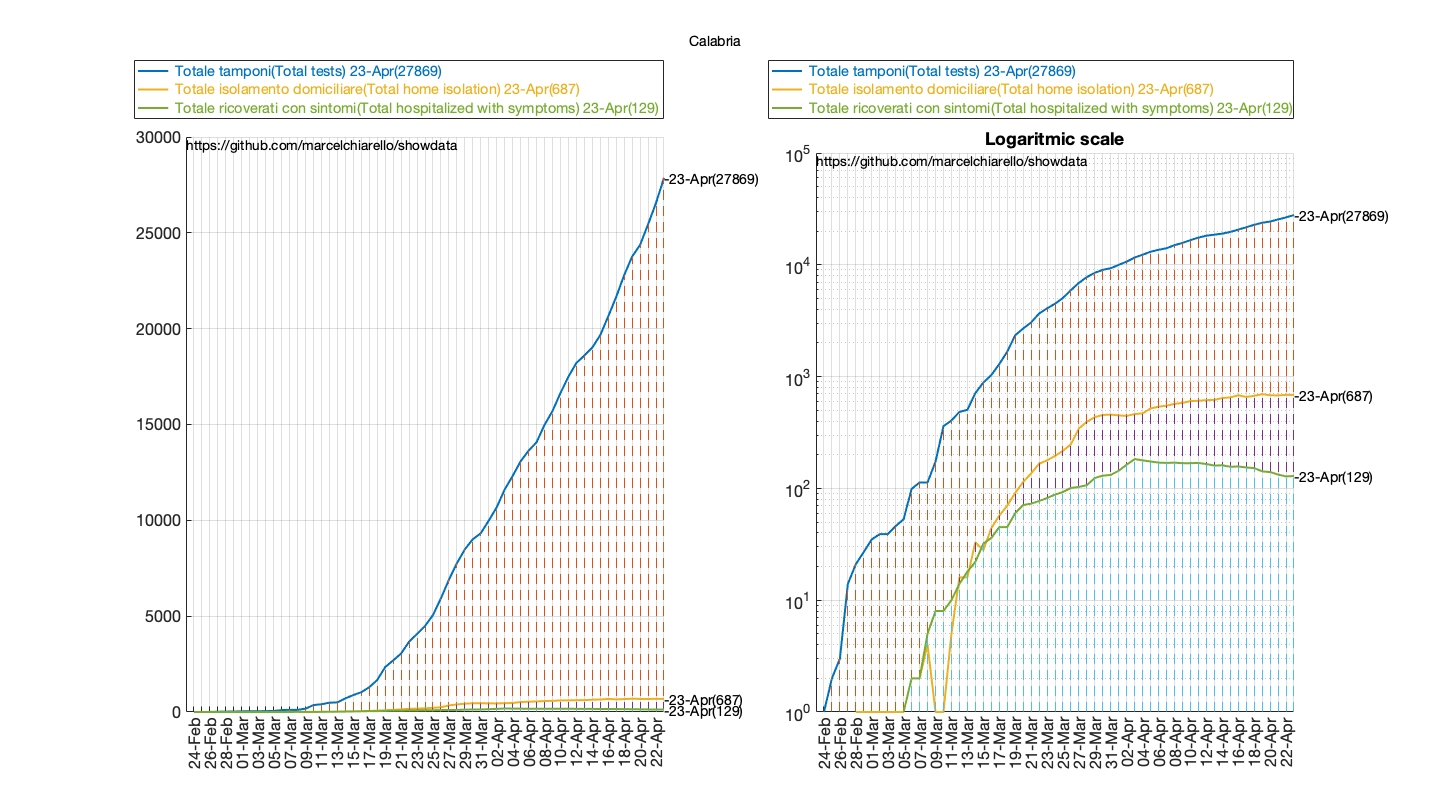 Calabria
Totale tamponi(Total tests) 23-Apr(27869)
Totale isolamento domiciliare(Total home isolation) 23-Apr(687)
Totale ricoverati con sintomi(Total hospitalized with symptoms) 23-Apr(129)
30000
https://github.com/marcelchiarello/showdata
-23-Apr(27869)
25000
20000
15000
10000
5000
0
-23-Apr(687)
-23-Apr(129)
24-Feb
26-Feb
28-Feb
01-Mar
03-Mar
05-Mar
07-Mar
09-Mar
11-Mar
13-Mar
15-Mar
17-Mar
19-Mar
21-Mar
23-Mar
25-Mar
27-Mar
29-Mar
31-Mar
02-Apr
04-Apr
06-Apr
08-Apr
10-Apr
12-Apr
14-Apr
16-Apr
18-Apr
20-Apr
22-Apr
Totale tamponi(Total tests) 23-Apr(27869)
Totale isolamento domiciliare(Total home isolation) 23-Apr(687)
Totale ricoverati con sintomi(Total hospitalized with symptoms) 23-Apr(129)
Logaritmic scale
10^5
https://github.com/marcelchiarello/showdata
-23-Apr(27869)
10^4
10^3
-23-Apr(687)
10^2
-23-Apr(129)
10^1
10^0
24-Feb
26-Feb
28-Feb
01-Mar
03-Mar
05-Mar
07-Mar
09-Mar
11-Mar
13-Mar
15-Mar
17-Mar
19-Mar
21-Mar
23-Mar
25-Mar
27-Mar
29-Mar
31-Mar
02-Apr
04-Apr
06-Apr
08-Apr
10-Apr
12-Apr
14-Apr
16-Apr
18-Apr
20-Apr
22-Apr